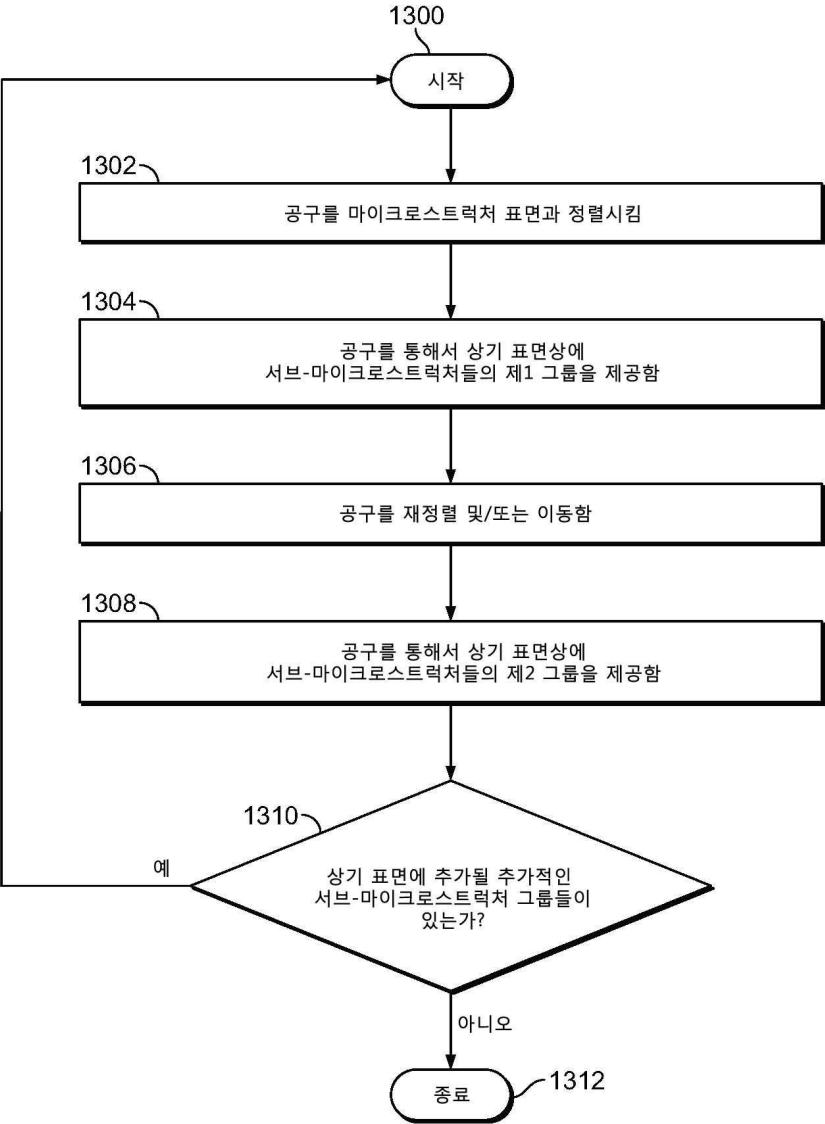 1300
시작
1302
공구를 마이크로스트럭처 표면과 정렬시킴
1304
공구를 통해서 상기 표면상에
서브-마이크로스트럭처들의 제1 그룹을 제공함
1306
공구를 재정렬 및/또는 이동함
1308
공구를 통해서 상기 표면상에
서브-마이크로스트럭처들의 제2 그룹을 제공함
1310
예
상기 표면에 추가될 추가적인
서브-마이크로스트럭처 그룹들이
있는가?
아니오
종료
1312